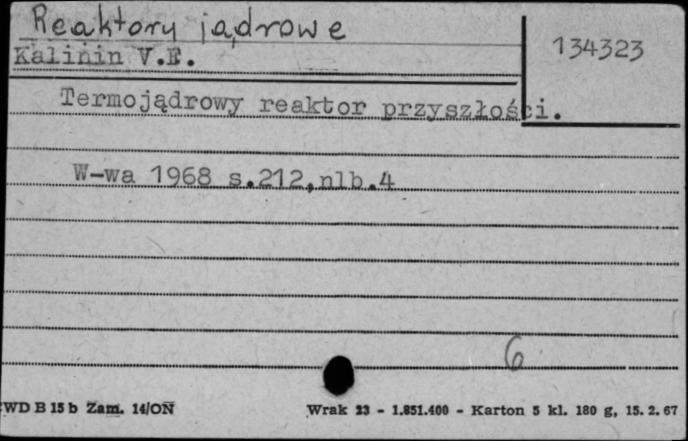 Reaktory jądrowe
134323
Kalinin V.E.
Termojądrowy reaktor przyszłości.
W-wa 1968 s.212,nlb.4
6
WD B 15 b Zam. 14/ON Wrak 23 - 1.851.400 - Karton 5 kl. 180 g, 15. 2. 67